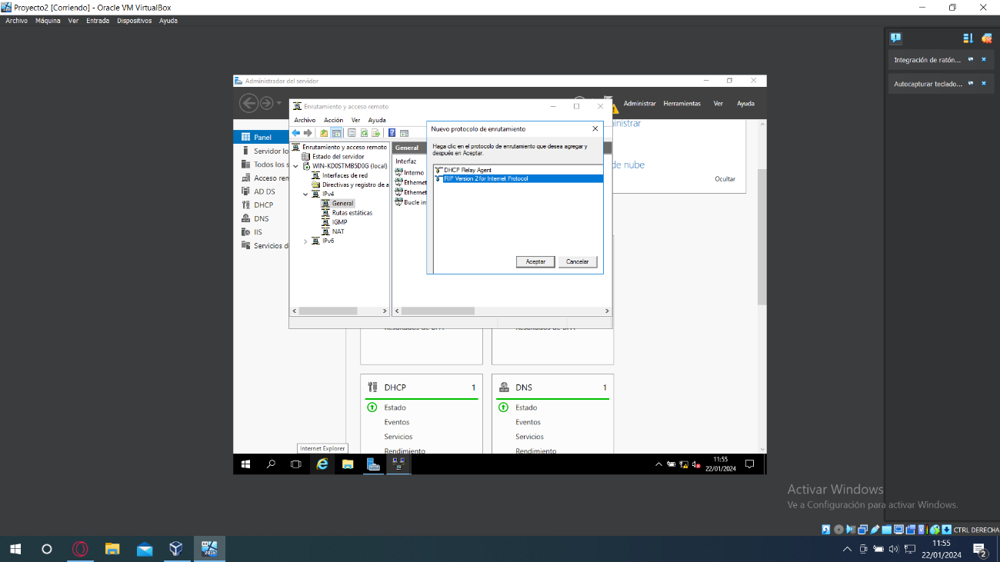 Proyecto2 [Corriendo] - Oracle VM VirtualBox
Archivo Máquina Ver Entrada Dispositivos Ayuda
Integración de ratón...
Autocapturar teclado...
Administrador del servidor
Administrar Herramientas Ver Ayuda
Enrutamiento y acceso remoto
Archivo Acción Ver Ayuda
Nuevo protocolo de enrutamiento
Haga clic en el protocolo de enrutamiento que desea agregar y
después en Aceptar.
DHCP Relay Agent
RIP Version 2 for Internet Protocol
Aceptar Cancelar
Enrutamiento y acceso remoto
Estado del servidor
WIN-KD0STMB5D0G (local)
Interfaces de red
Directivas y registro de a
IPv4
General
Rutas estáticas
IGMP
NAT
IPv6
General
Interfaz
Interno
Ethernet
Ethernet
Bucle in
Panel
Servidor lo
Todos los s
Acceso rem
AD DS
DHCP
DNS
IIS
Servicios d
inistrar
de nube
Ocultar
DHCP 1
Estado
Eventos
Servicios
Rendimiento
DNS 1
Estado
Eventos
Servicios
Rendimiento
Internet Explorer
11:55
22/01/2024
Activar Windows
Ve a Configuración para activar Windows.
CTRL DERECHA
2016
11:55
22/01/2024
2